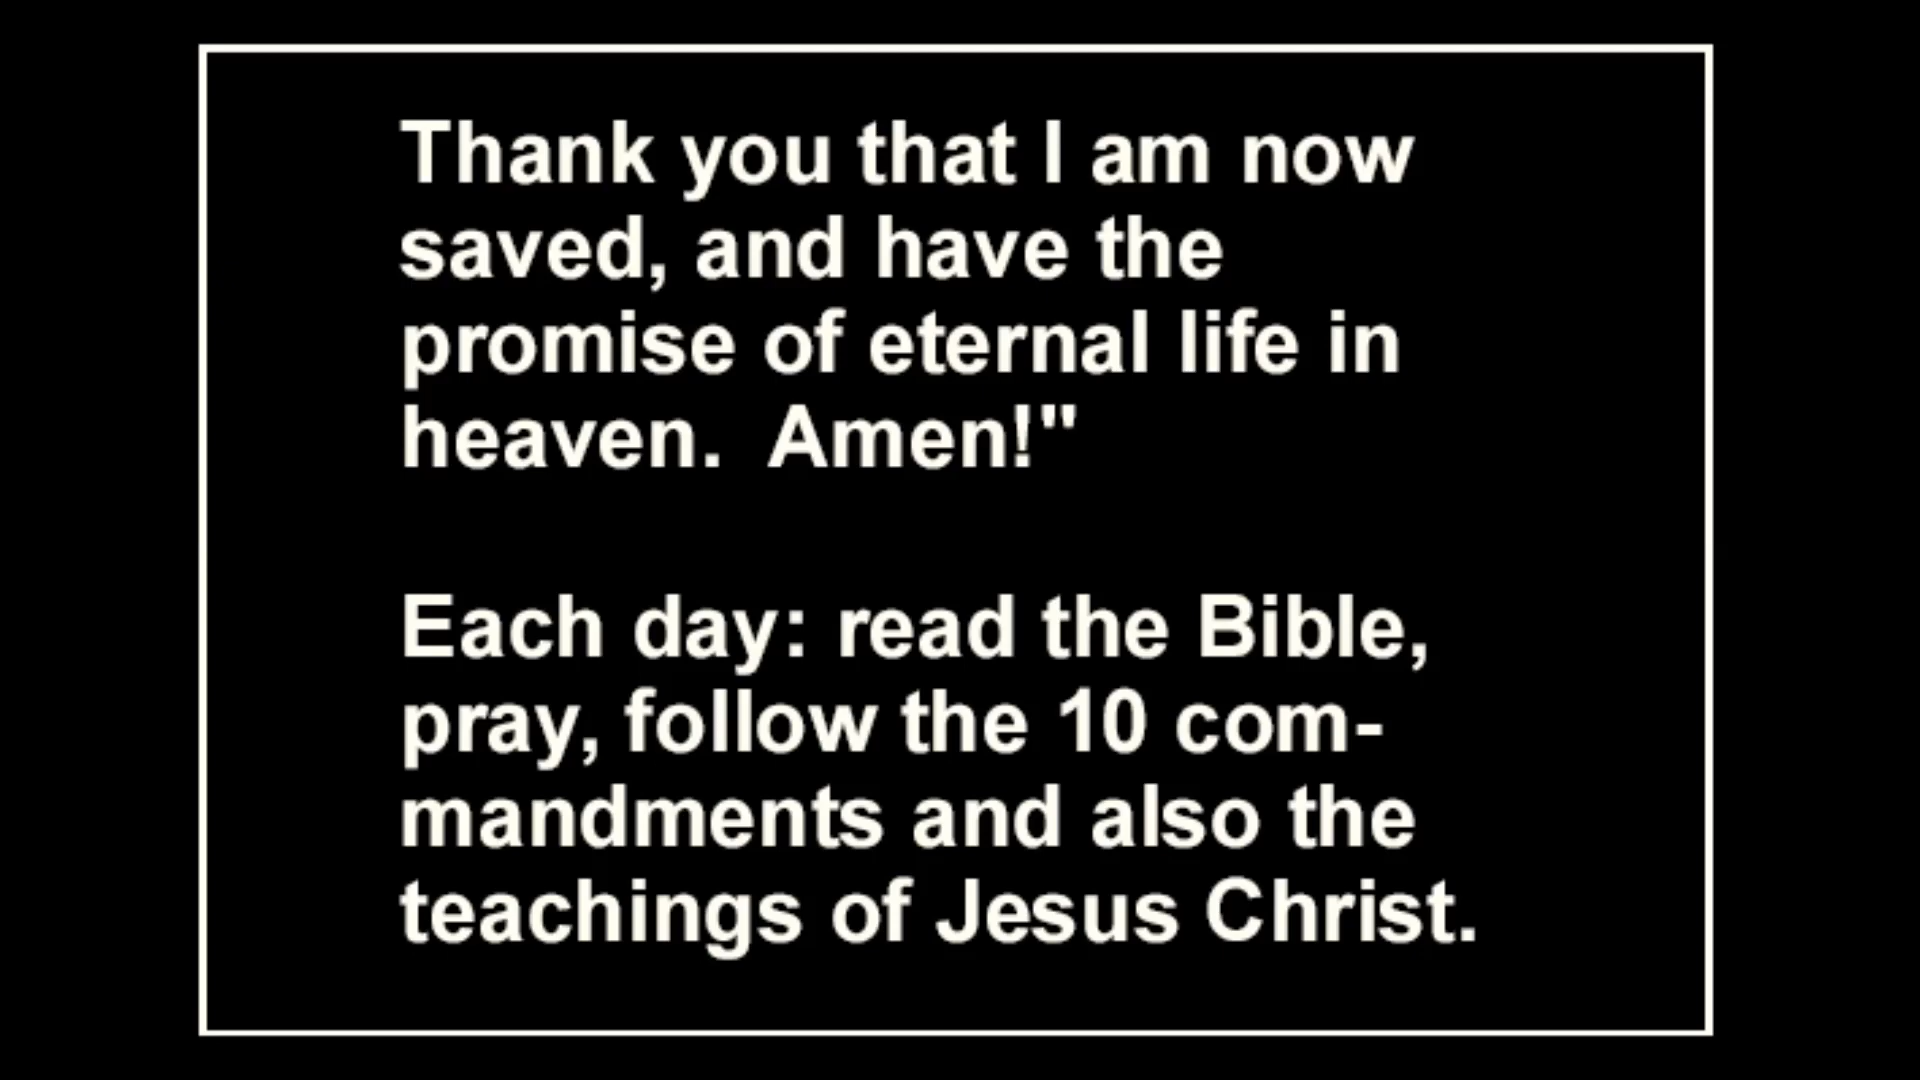 Thank you that I am now
saved, and have the
promise of eternal life in
heaven.  Amen!"
Each day: read the Bible,
pray, follow the 10 com-
mandments and also the
teachings of Jesus Christ.